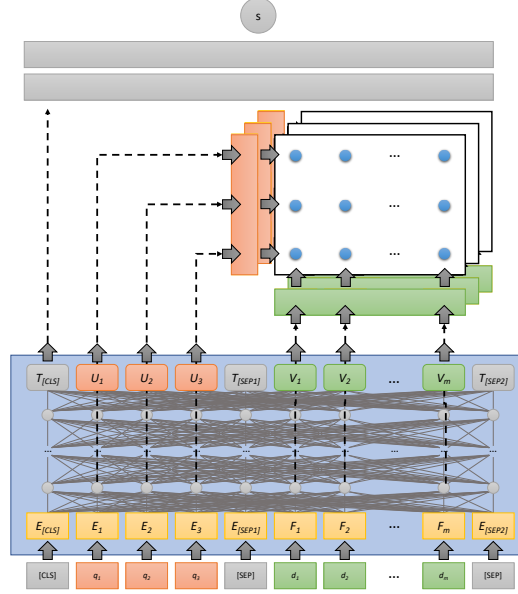 s
...
...
...
T[CLS] U1 U2 U3 T[SEP1] V1 V2 ... Vm T[SEP2]
... ... ... ... ... ... ... ... ... ...
E[CLS] E1 E2 E3 E[SEP1] F1 F2 ... Fm E[SEP2]
[CLS] q1 q2 q3 [SEP] d1 d2 ... dm [SEP]